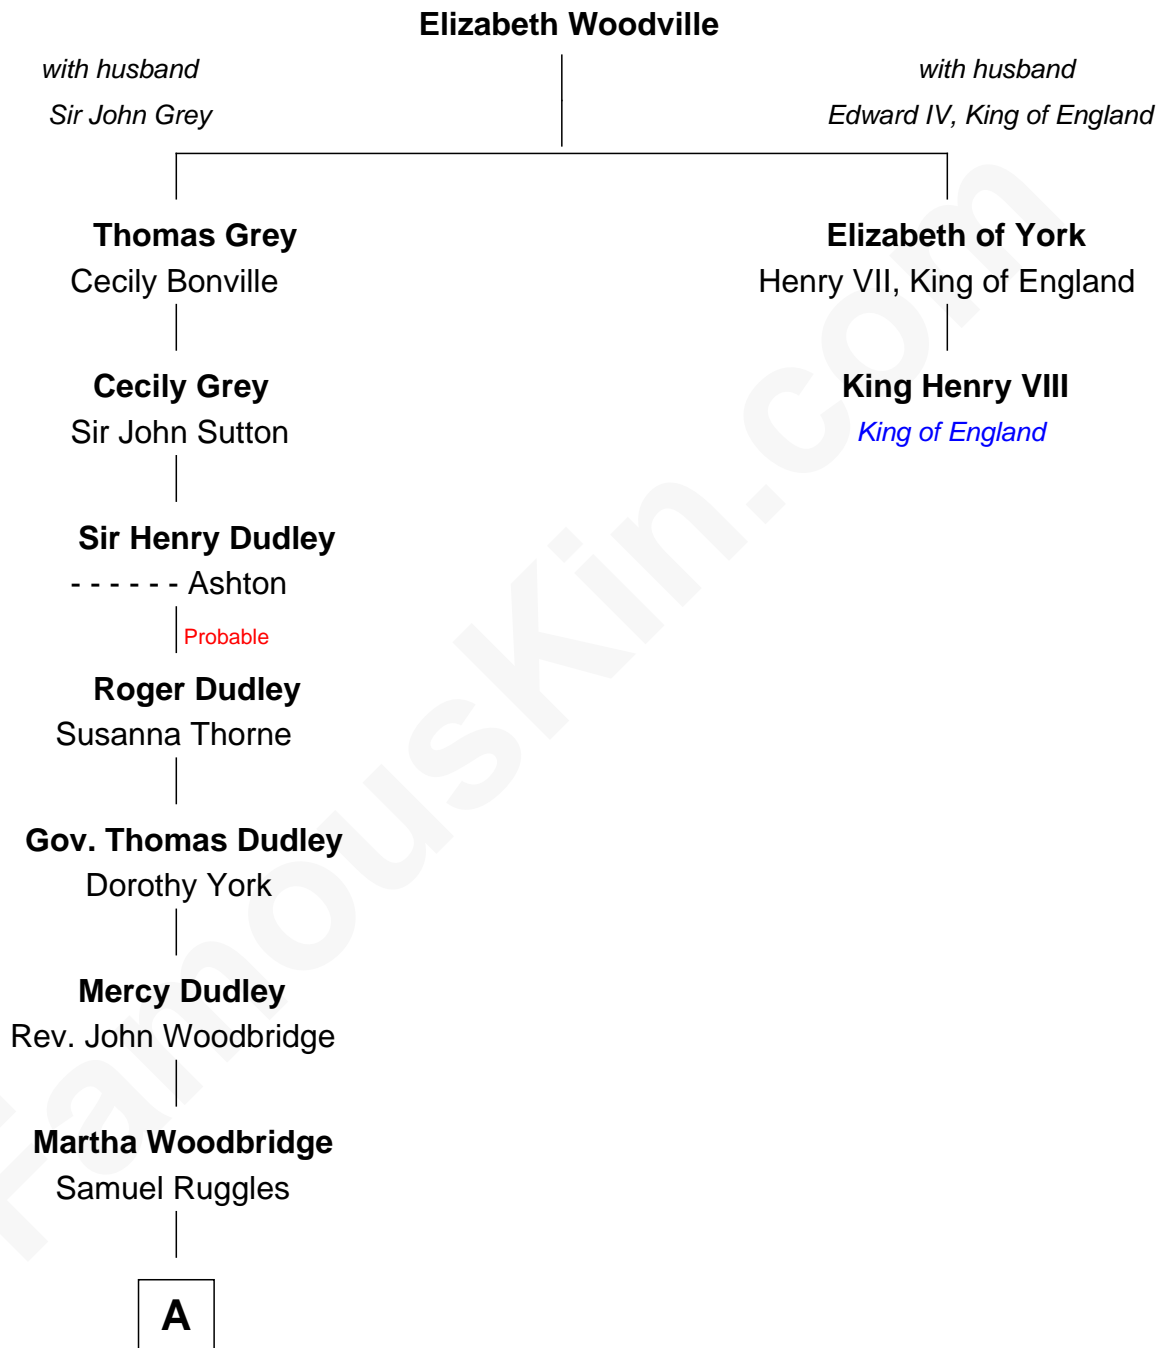 Elizabeth Woodville
with husband
Sir John Grey
with husband
Edward IV, King of England
Thomas Grey
Cecily Bonville
Elizabeth of York
Henry VII, King of England
Cecily Grey
Sir John Sutton
King Henry VIII
King of England
Sir Henry Dudley
- - - - - - Ashton
Probable
Roger Dudley
Susanna Thorne
Gov. Thomas Dudley
Dorothy York
Mercy Dudley
Rev. John Woodbridge
Martha Woodbridge
Samuel Ruggles
A
FamousKin.com